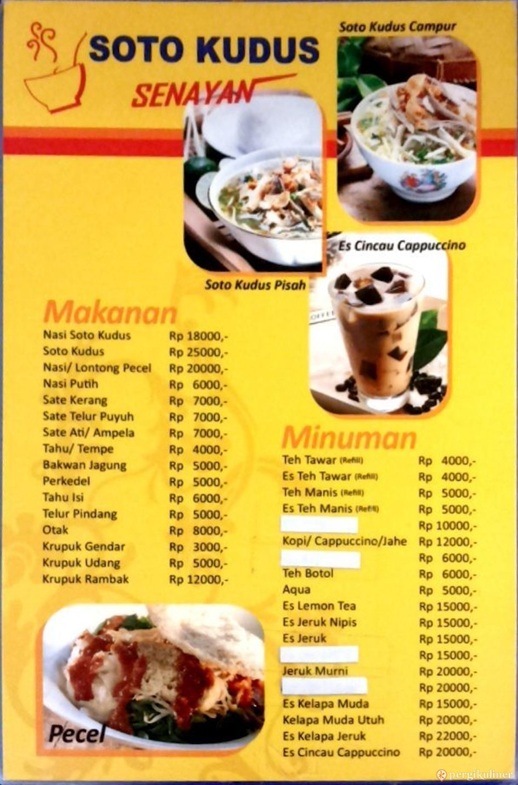 SOTO KUDUS
SENAYAN
Soto Kudus Campur
Soto Kudus Pisah
Es Cincau Cappuccino
Makanan
Nasi Soto Kudus Rp 18000,-
Soto Kudus Rp 25000,-
Nasi/ Lontong Pecel Rp 20000,-
Nasi Putih Rp 6000,-
Sate Kerang Rp 7000,-
Sate Telur Puyuh Rp 7000,-
Sate Ati/ Ampela Rp 7000,-
Tahu/ Tempe Rp 4000,-
Bakwan Jagung Rp 5000,-
Perkedel Rp 5000,-
Tahu Isi Rp 6000,-
Telur Pindang Rp 5000,-
Otak Rp 8000,-
Krupuk Gendar Rp 3000,-
Krupuk Udang Rp 5000,-
Krupuk Rambak Rp 12000,-
Minuman
Teh Tawar (Refill) Rp 4000,-
Es Teh Tawar (Refill) Rp 4000,-
Teh Manis (Refill) Rp 5000,-
Es Teh Manis (Refill) Rp 5000,-
Rp 10000,-
Kopi/ Cappuccino/Jahe Rp 12000,-
Rp 6000,-
Teh Botol Rp 6000,-
Aqua Rp 5000,-
Es Lemon Tea Rp 15000,-
Es Jeruk Nipis Rp 15000,-
Es Jeruk Rp 15000,-
Rp 15000,-
Jeruk Murni Rp 20000,-
Rp 20000,-
Es Kelapa Muda Rp 15000,-
Kelapa Muda Utuh Rp 20000,-
Es Kelapa Jeruk Rp 22000,-
Es Cincau Cappuccino Rp 20000,-
Pecel
pergikuliner